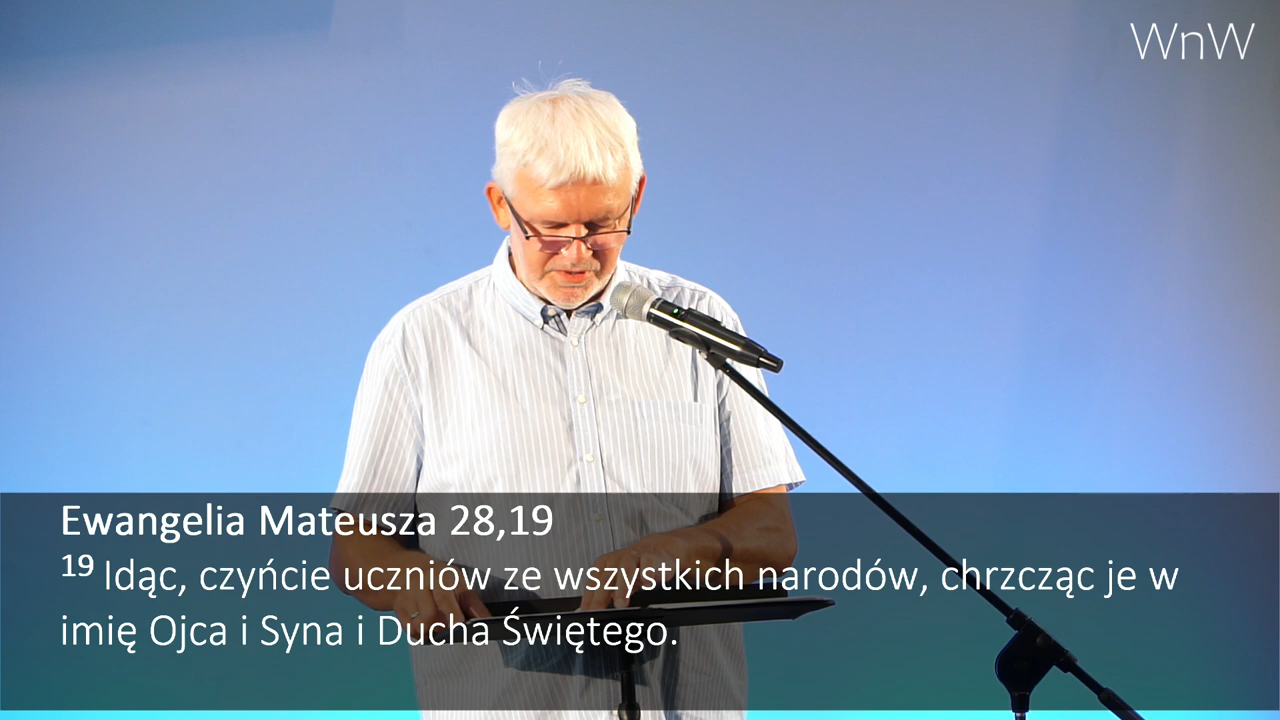 WnW
Ewangelia Mateusza 28,19
19 Idąc, czyńcie uczniów ze wszystkich narodów, chrzcząc je w
imię Ojca i Syna i Ducha Świętego.